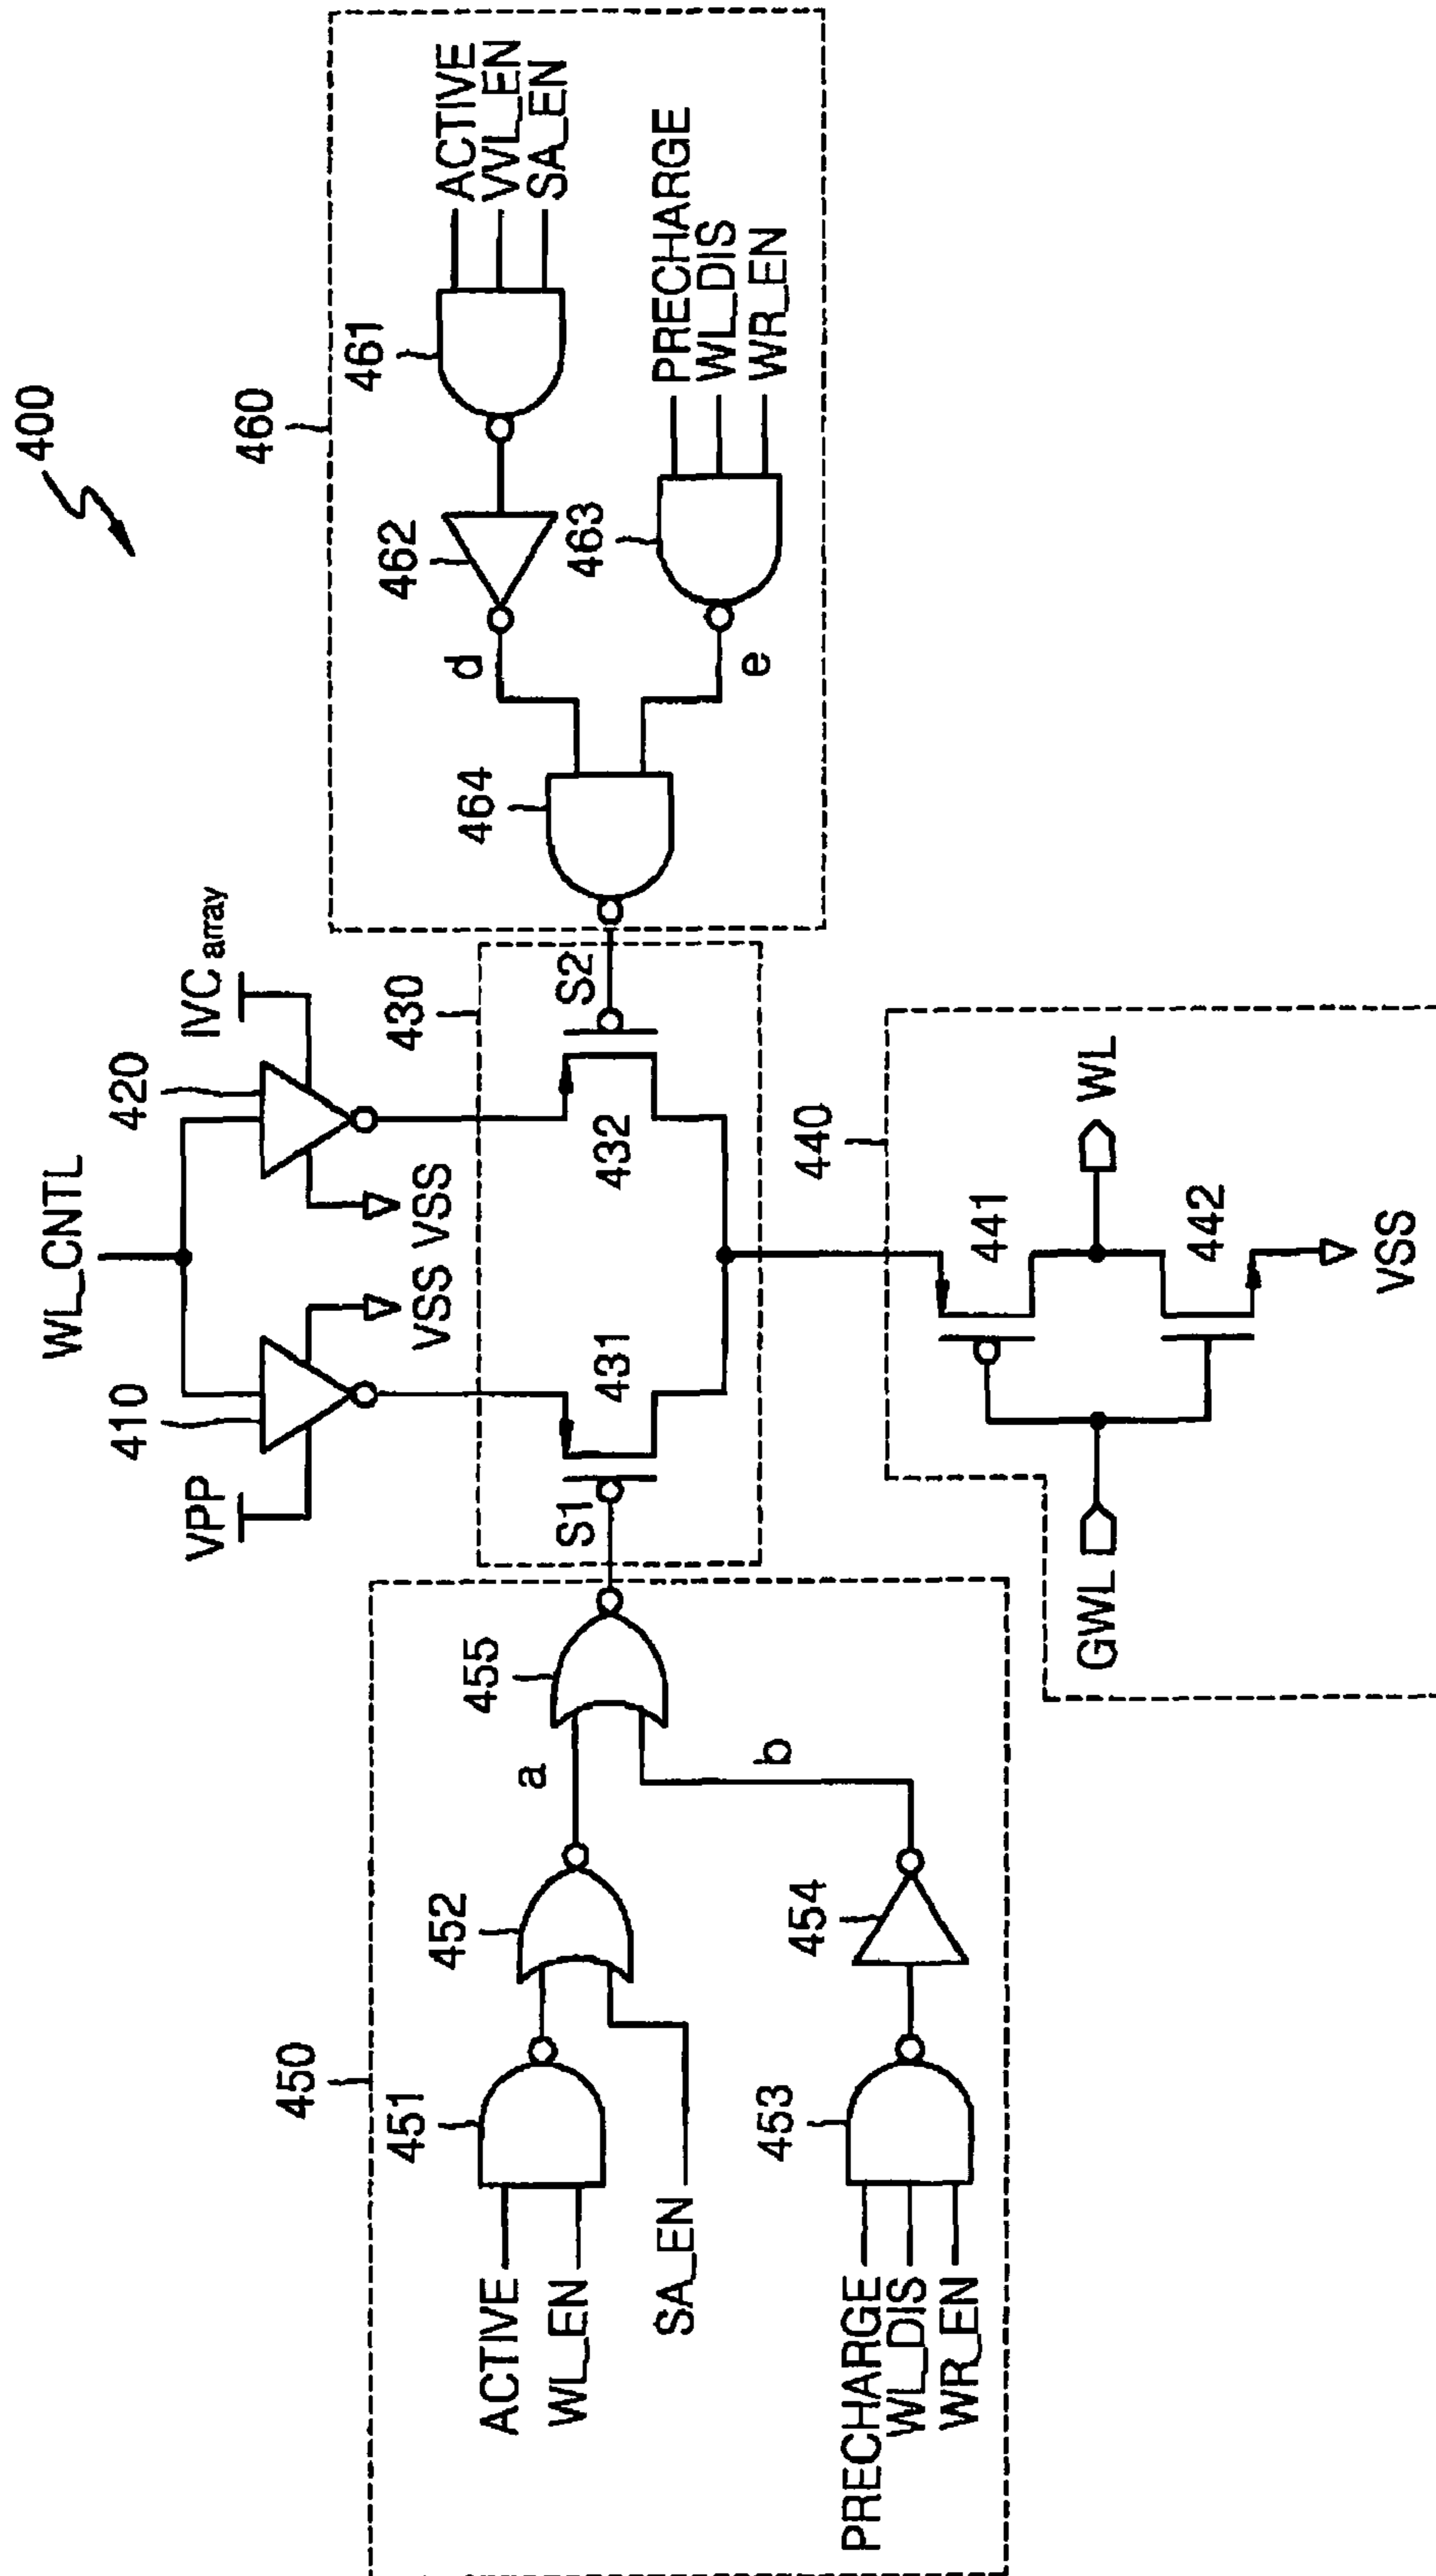 400
WL_CNTL
410
420
VPP
IVC array
VSS
VSS
430
431
432
S1
S2
450
451
452
453
454
455
a
b
ACTIVE
WL_EN
SA_EN
PRECHARGE
WL_DIS
WR_EN
460
461
462
463
464
d
e
ACTIVE
WL_EN
SA_EN
PRECHARGE
WL_DIS
WR_EN
440
441
442
GWL
WL
VSS